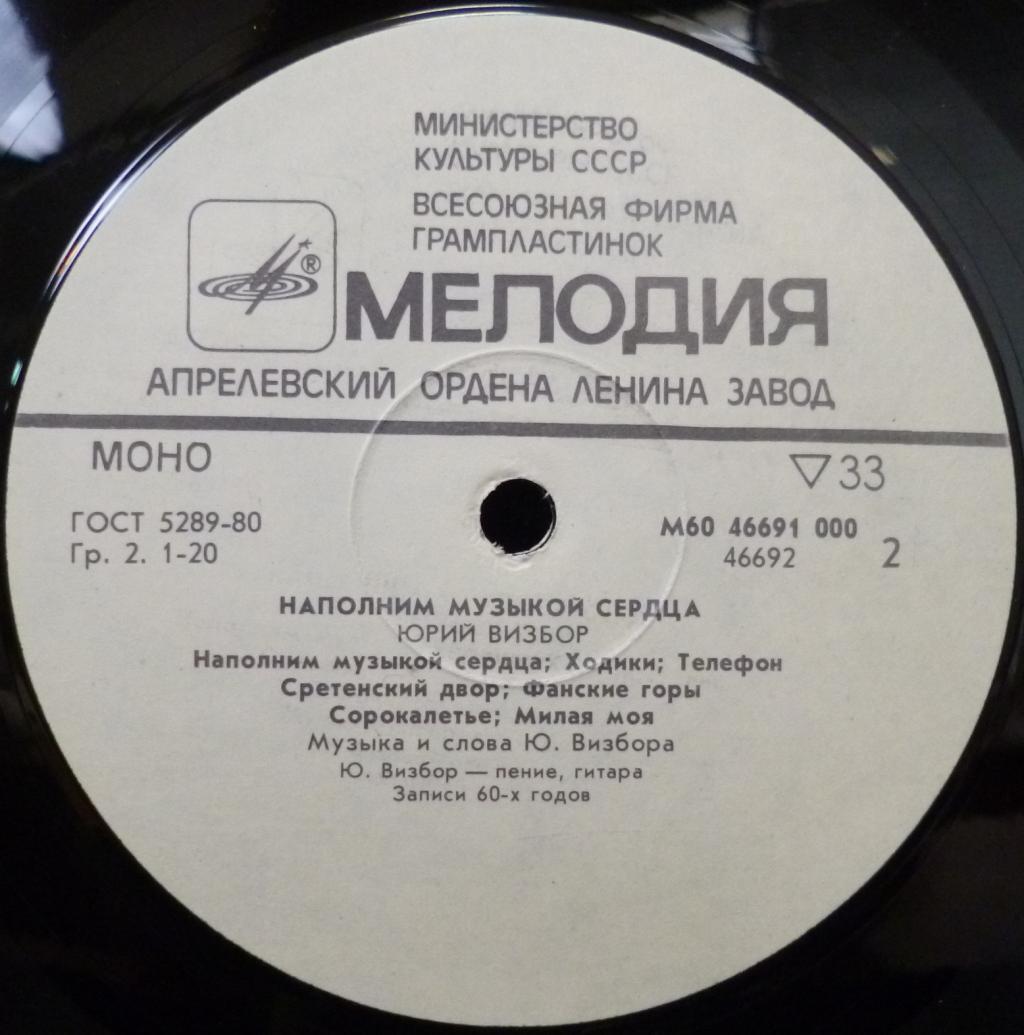 МИНИСТЕРСТВО
КУЛЬТУРЫ СССР
ВСЕСОЮЗНАЯ ФИРМА
ГРАМПЛАСТИНОК
®
МЕЛОДИЯ
АПРЕЛЕВСКИЙ ОРДЕНА ЛЕНИНА ЗАВОД
МОНО
▽33
ГОСТ 5289-80
Гр. 2. 1-20
М60 46691 000
46692
2
НАПОЛНИМ МУЗЫКОЙ СЕРДЦА
ЮРИЙ ВИЗБОР
Наполним музыкой сердца; Ходики; Телефон
Сретенский двор; Фанские горы
Сорокалетье; Милая моя
Музыка и слова Ю. Визбора
Ю. Визбор — пение, гитара
Записи 60-х годов